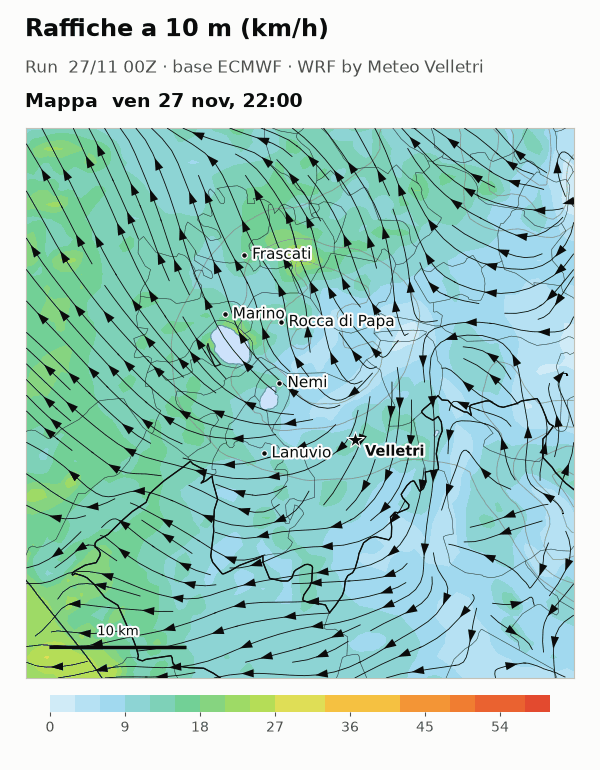 Raffiche a 10 m (km/h)
Run  27/11 00Z · base ECMWF · WRF by Meteo Velletri
Mappa  ven 27 nov, 22:00
Frascati
Marino
Rocca di Papa
Nemi
Velletri
Lanuvio
10 km
0 9 18 27 36 45 54